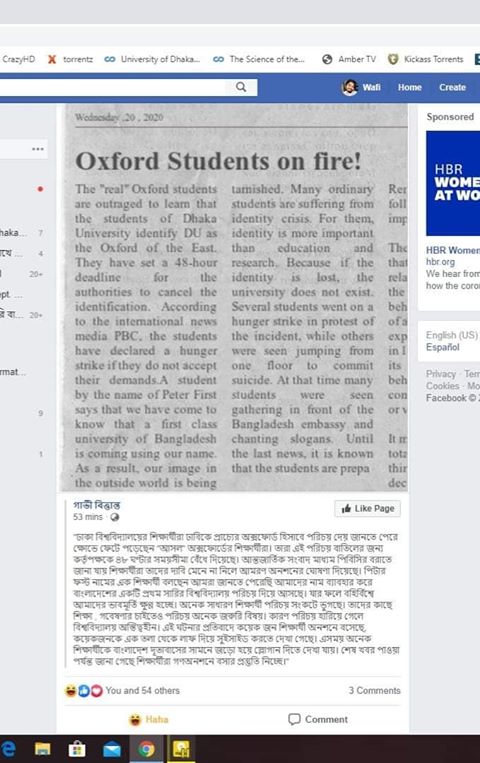 CrazyHD
torrentz
University of Dhaka...
The Science of the...
Amber TV
Kickass Torrents
Wafi
Home
Create
Wednesday ,20 , 2020
Oxford Students on fire!
The "real" Oxford students
are outraged to learn that
the students of Dhaka
University identify DU as
the Oxford of the East.
They have set a 48-hour
deadline for the
authorities to cancel the
identification. According
to the international news
media PBC, the students
have declared a hunger
strike if they do not accept
their demands.A student
by the name of Peter First
says that we have come to
know that a first class
university of Bangladesh
is coming using our name.
As a result, our image in
the outside world is being
tarnished. Many ordinary
students are suffering from
identity crisis. For them,
identity is more important
than education and
research. Because if the
identity is lost, the
university does not exist.
Several students went on a
hunger strike in protest of
the incident, while others
were seen jumping from
one floor to commit
suicide. At that time many
students were seen
gathering in front of the
Bangladesh embassy and
chanting slogans. Until
the last news, it is known
that the students are prepa
Rer
foll
imp
The
that
rela
the
beh
of a
exp
in l
its
beh
con
or v
It m
tota
thir
dec
haka... 7
4
20+
ept. ...
20+
rmat...
9
1
Sponsored
HBR
WOME
AT WO
HBR Women
hbr.org
We hear from
how the coror
English (US)
Español
Privacy · Tern
Cookies · Mo
Facebook ©
গাভী বিত্তান্ত
53 mins ·
Like Page
"ঢাকা বিশ্ববিদ্যালয়ের শিক্ষার্থীরা ঢাবিকে প্রাচ্যের অক্সফোর্ড হিসাবে পরিচয় দেয় জানতে পেরে
ক্ষোভে ফেটে পড়েছেন "আসল" অক্সফোর্ডের শিক্ষার্থীরা। তারা এই পরিচয় বাতিলের জন্য
কর্তৃপক্ষকে ৪৮ ঘণ্টার সময়সীমা বেঁধে দিয়েছে। আন্তর্জাতিক সংবাদ মাধ্যম পিবিসির বরাতে
জানা যায় শিক্ষার্থীরা তাদের দাবি মেনে না নিলে আমরণ অনশনের ঘোষণা দিয়েছে। পিটার
ফর্স্ট নামের এক শিক্ষার্থী বলছেন আমরা জানতে পেরেছি আমাদের নাম ব্যাবহার করে
বাংলাদেশের একটি প্রথম সারির বিশ্ববিদ্যালয় পরিচয় দিয়ে আসছে। যার ফলে বহির্বিশ্বে
আমাদের ভাবমূর্তি ক্ষুণ্ন হচ্ছে। অনেক সাধারণ শিক্ষার্থী পরিচয় সংকটে ভুগছে। তাদের কাছে
শিক্ষা , গবেষণার চাইতেও পরিচয় অনেক জরুরি বিষয়। কারণ পরিচয় হারিয়ে গেলে
বিশ্ববিদ্যালয় অস্তিত্বহীন। এই ঘটনার প্রতিবাদে কয়েক জন শিক্ষার্থী অনশনে বসেছে,
কয়েকজনকে এক তলা থেকে লাফ দিয়ে সুইসাইড করতে দেখা গেছে। এসময় অনেক
শিক্ষার্থীকে বাংলাদেশ দূতাবাসের সামনে জড়ো হয়ে স্লোগান দিতে দেখা যায়। শেষ খবর পাওয়া
পর্যন্ত জানা গেছে শিক্ষার্থীরা গণঅনশনে বসার প্রস্তুতি নিচ্ছে।"
You and 54 others
3 Comments
Haha
Comment